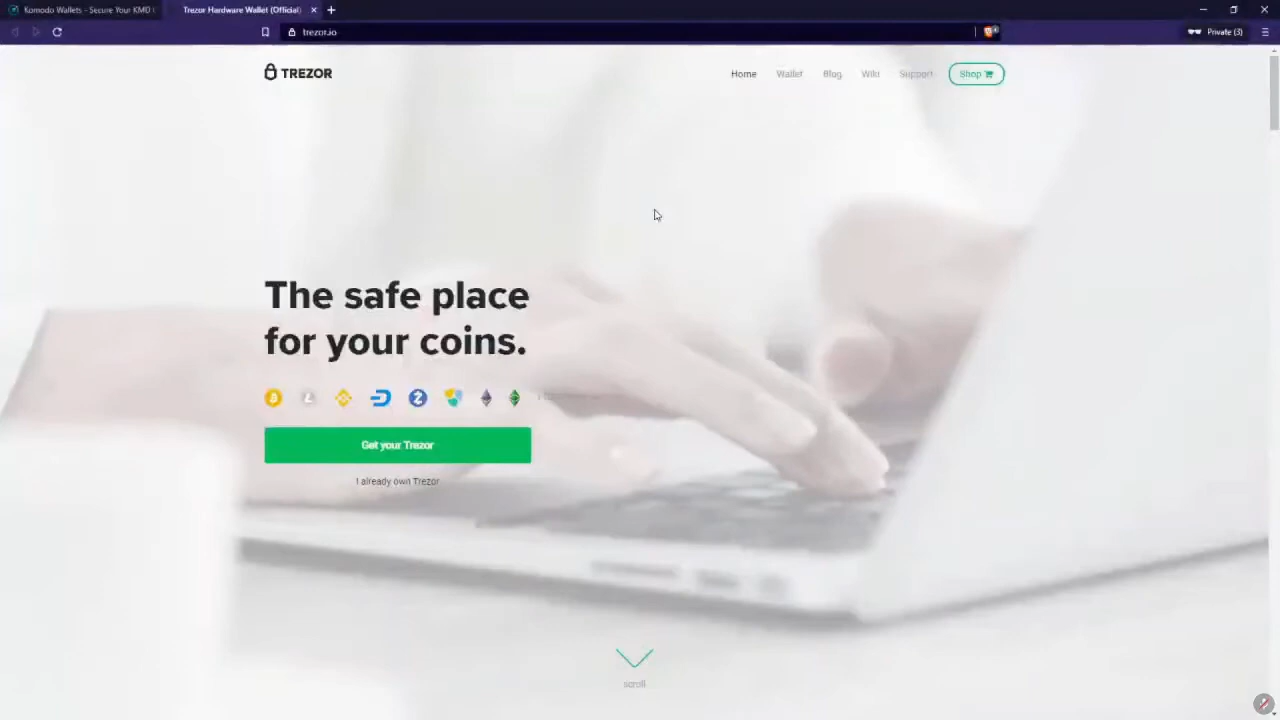 Komodo Wallets - Secure Your KMD
Trezor Hardware Wallet (Official)
trezor.io
Private (3)
TREZOR
Home
Wallet
Blog
Wiki
Support
Shop
The safe place
for your coins.
Get your Trezor
I already own Trezor
scroll